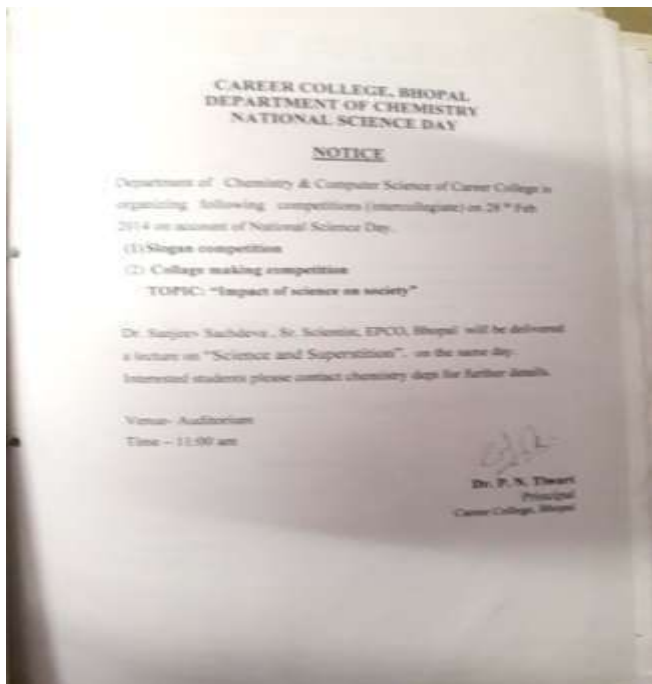 CAREER COLLEGE, BHOPAL
DEPARTMENT OF CHEMISTRY
NATIONAL SCIENCE DAY
NOTICE
Department of Chemistry & Computer Science of Career College is
organizing following competitions (intercollegiate) on 28th Feb
2014 on account of National Science Day.
(1) Slogan competition
(2) Collage making competition
TOPIC: "Impact of science on society"
Dr. Sanjeev Sachdeva, Sr. Scientist, EPCO, Bhopal will be delivered
a lecture on "Science and Superstition". on the same day.
Interested students please contact chemistry dept for further details.
Venue- Auditorium
Time – 11:00 am
Dr. P. N. Tiwari
Principal
Career College, Bhopal